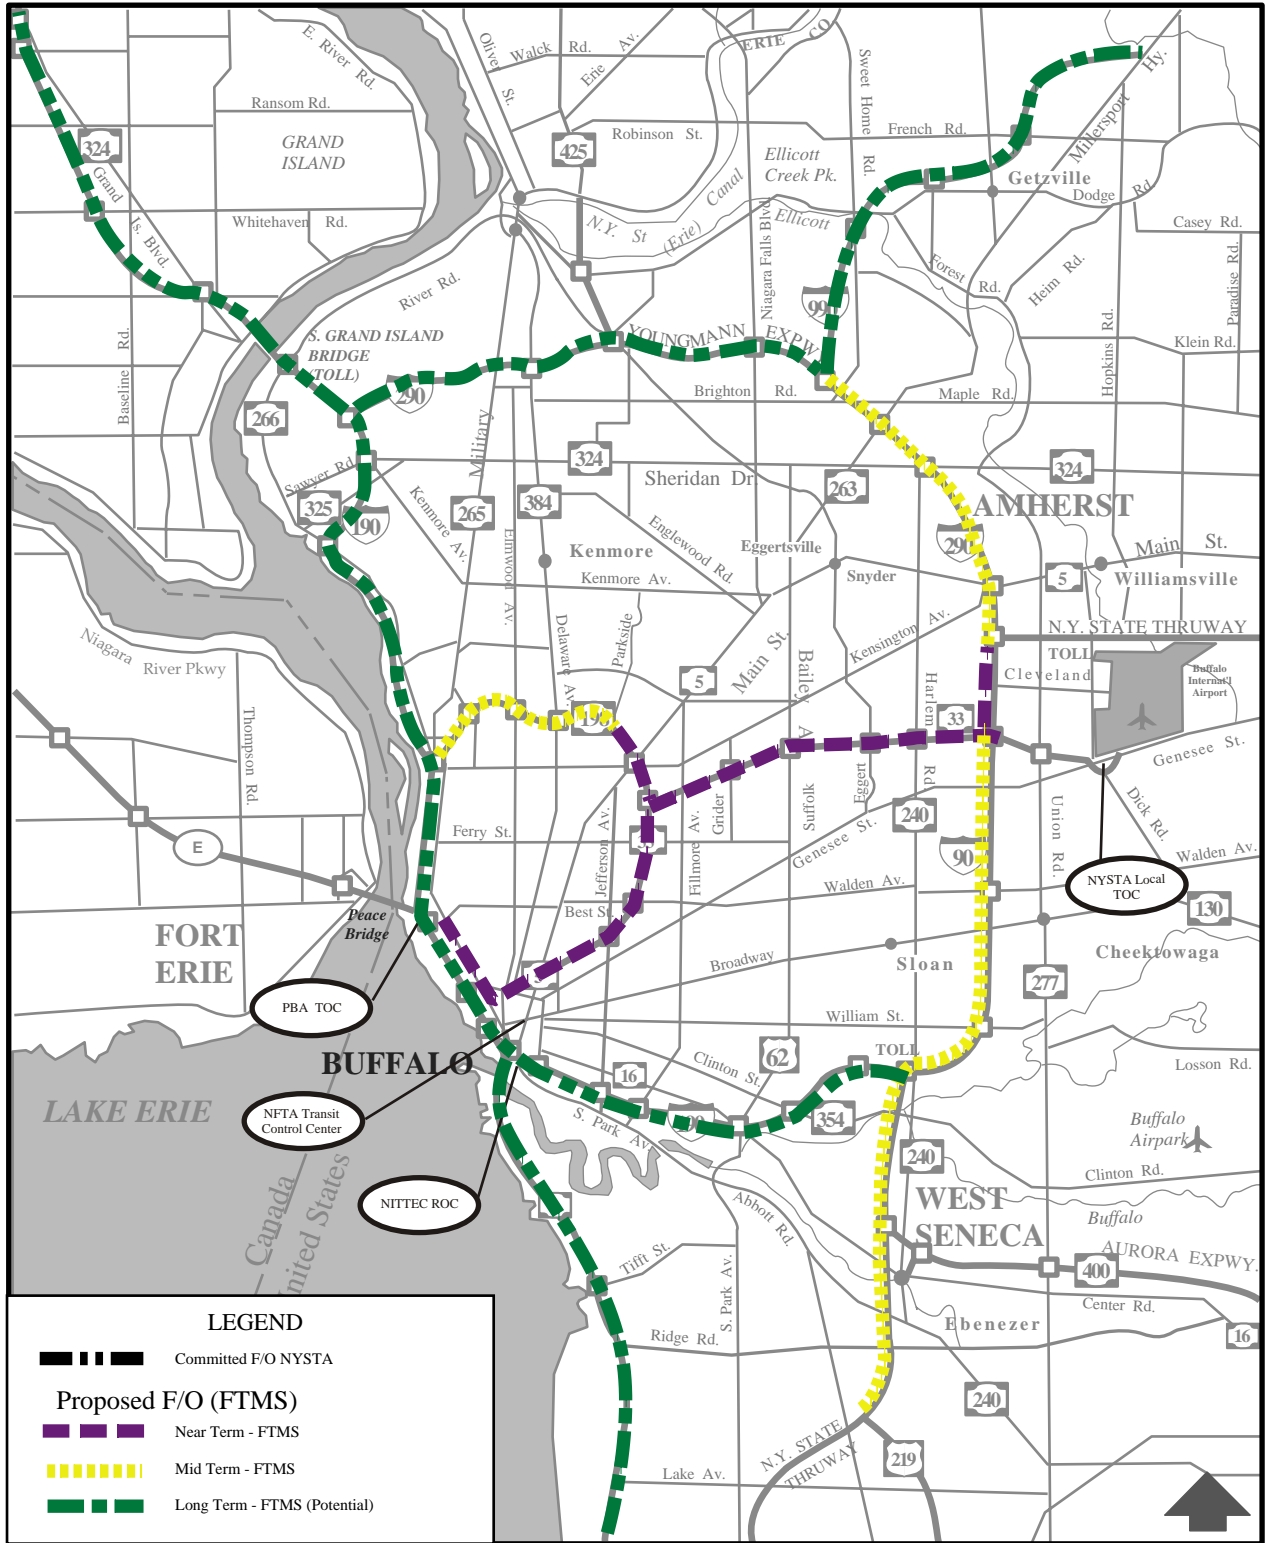 E. River Rd.
Oliver St.
Walck Rd.
Erie Av.
ERIE CO
Sweet Home Rd.
Millersport Hy.
Ransom Rd.
GRAND
ISLAND
324
425
Robinson St.
French Rd.
Ellicott
Creek Pk.
Getzville
Dodge Rd.
Grand Is. Blvd.
Whitehaven Rd.
N.Y. St
(Erie)
Canal
Ellicott
Niagara Falls Blvd
Casey Rd.
Paradise Rd.
Forest Rd.
Heim Rd.
River Rd.
99
Hopkins Rd.
Baseline Rd.
S. GRAND ISLAND
BRIDGE
(TOLL)
YOUNGMANN EXPW
Klein Rd.
290
Brighton Rd.
Maple Rd.
266
Military
324
Sheridan Dr.
263
324
Sawyer Rd.
325
190
Kenmore Av.
265
384
Englewood Rd.
AMHERST
290
Elmwood Av.
Kenmore
Eggertsville
Snyder
Main St.
5
Williamsville
Kenmore Av.
Niagara
River Pkwy
Delaware Av.
Parkside
Main St.
Kensington Av.
N.Y. STATE THRUWAY
TOLL
Cleveland
Buffalo
Internat'l
Airport
5
Bailey A
Harlem Rd.
33
198
Thompson Rd.
Genesee St.
Dick Rd.
Ferry St.
Jefferson Av.
Fillmore Av.
Grider
Suffolk
Eggert
240
Union Rd.
33
Genesee St.
90
Walden Av.
E
NYSTA Local
TOC
Walden Av.
130
Peace
Bridge
Best St.
FORT
ERIE
Broadway
Sloan
Cheektowaga
277
PBA TOC
William St.
BUFFALO
62
TOLL
Losson Rd.
16
Clinton St.
LAKE ERIE
NFTA Transit
Control Center
S. Park Av
190
354
Buffalo
Airpark
240
Clinton Rd.
NITTEC ROC
Abbott Rd.
WEST
SENECA
Buffalo
Canada
United States
Tifft St.
S. Park Av.
AURORA EXPWY.
400
Center Rd.
Ebenezer
16
Ridge Rd.
240
N.Y. STATE
THRUWAY
219
Lake Av.
LEGEND
Committed F/O NYSTA
Proposed F/O (FTMS)
Near Term - FTMS
Mid Term - FTMS
Long Term - FTMS (Potential)